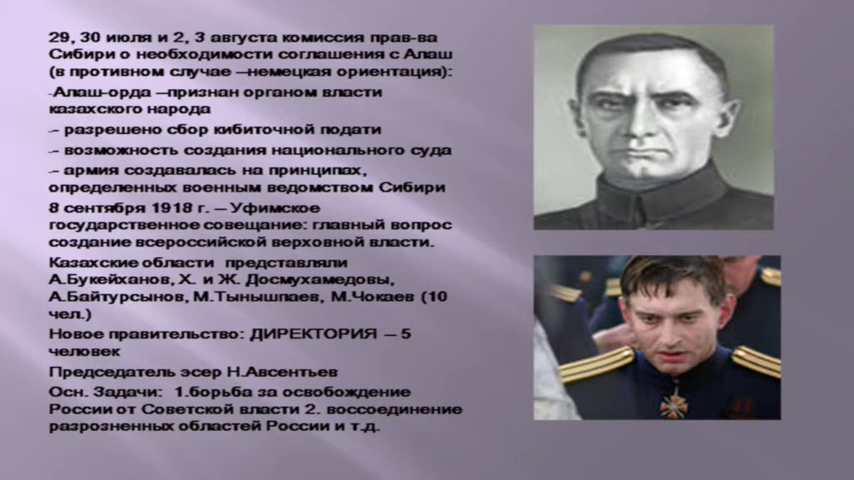 29, 30 июля и 2, 3 августа комиссия прав-ва
Сибири о необходимости соглашения с Алаш
(в противном случае –немецкая ориентация):
-Алаш-орда –признан органом власти
казахского народа
-- разрешено сбор кибиточной подати
-- возможность создания национального суда
-- армия создавалась на принципах,
определенных военным ведомством Сибири
8 сентября 1918 г. – Уфимское
государственное совещание: главный вопрос
создание всероссийской верховной власти.
Казахские области представляли
А.Букейханов, Х. и Ж. Досмухамедовы,
А.Байтурсынов, М.Тынышпаев, М.Чокаев (10
чел.)
Новое правительство: ДИРЕКТОРИЯ – 5
человек
Председатель эсер Н.Авсентьев
Осн. Задачи: 1.борьба за освобождение
России от Советской власти 2. воссоединение
разрозненных областей России и т.д.